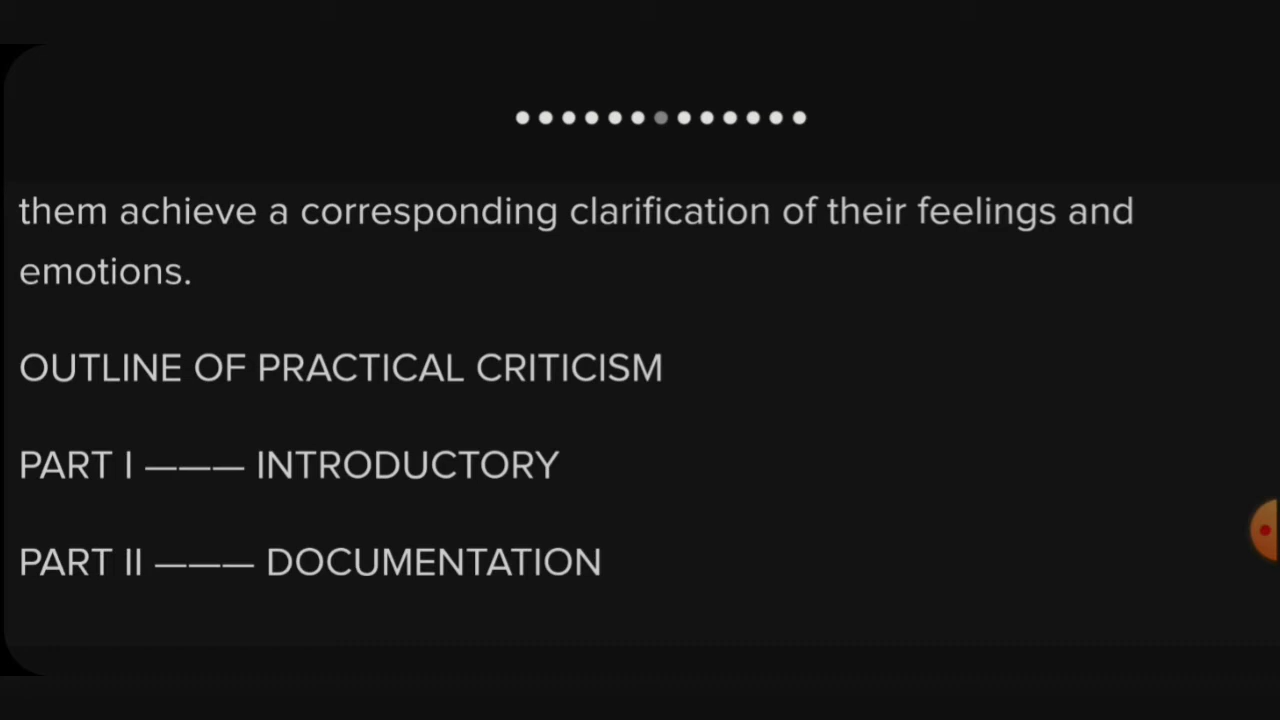 them achieve a corresponding clarification of their feelings and
emotions.
OUTLINE OF PRACTICAL CRITICISM
PART I ——— INTRODUCTORY
PART II ——— DOCUMENTATION